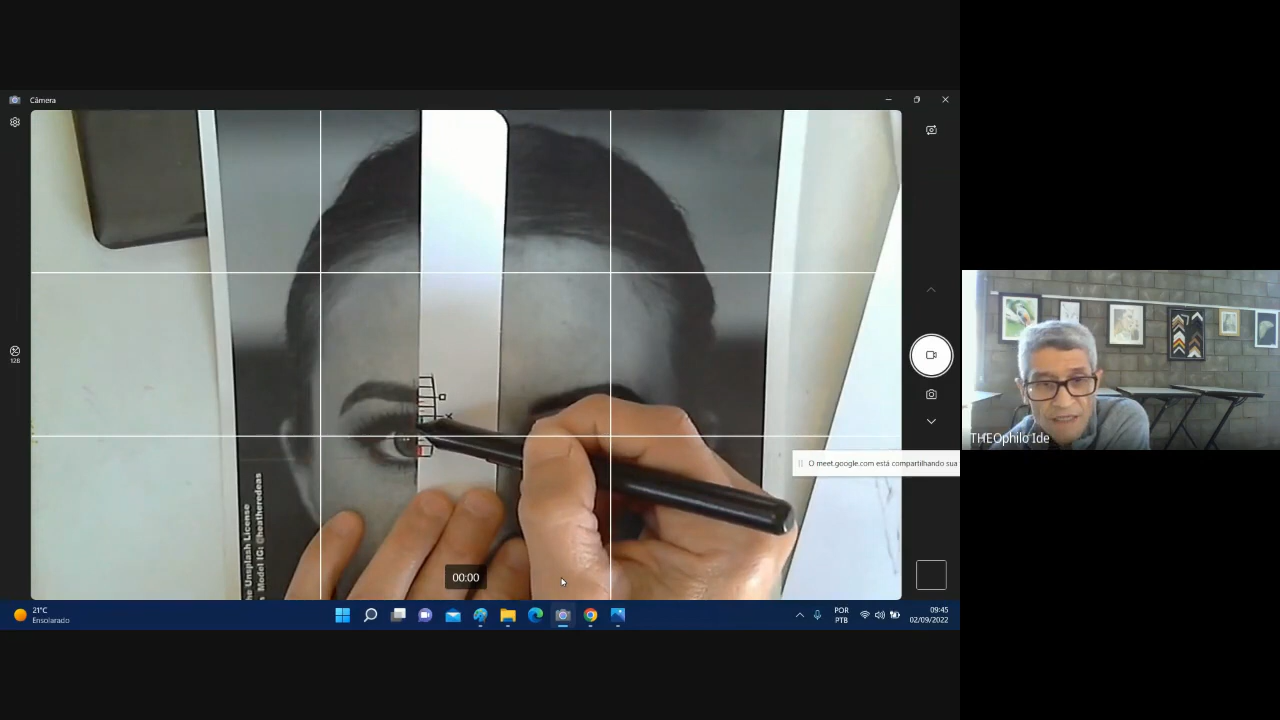 Câmera
128
he Unsplash License
Model IG: @heatheredeas
a
x
00:00
O meet.google.com está compartilhando sua
THEOphilo Ide
21°C
Ensolarado
POR
PTB
09:45
02/09/2022